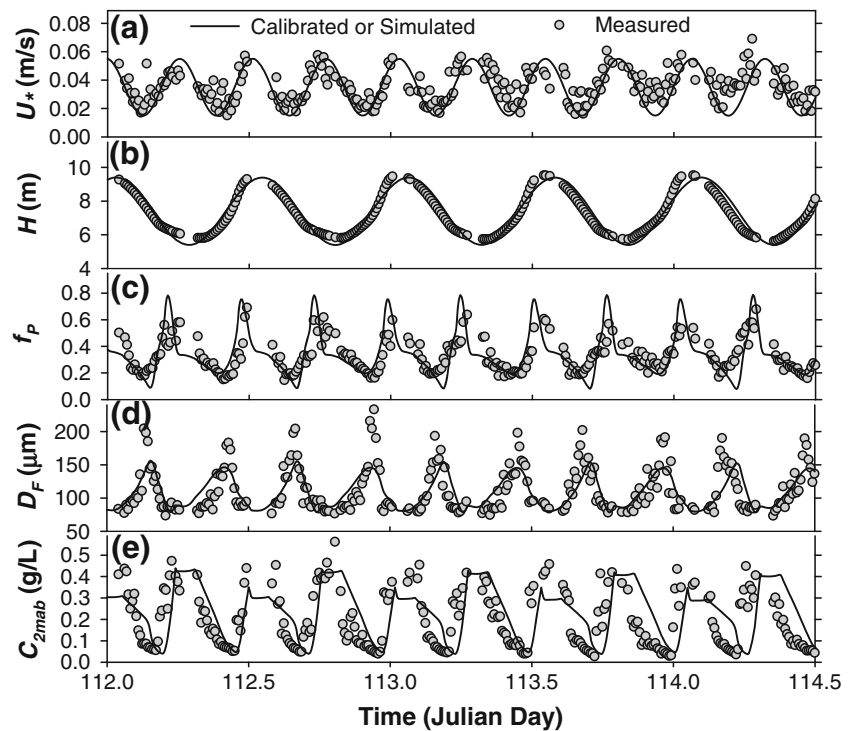 (a) Calibrated or Simulated Measured
U* (m/s)
0.08
0.06
0.04
0.02
0.00
(b)
H (m)
10
8
6
4
(c)
fP
0.8
0.6
0.4
0.2
0.0
(d)
DF (μm)
200
150
100
50
(e)
C2mab (g/L)
0.5
0.4
0.3
0.2
0.1
0.0
112.0 112.5 113.0 113.5 114.0 114.5
Time (Julian Day)